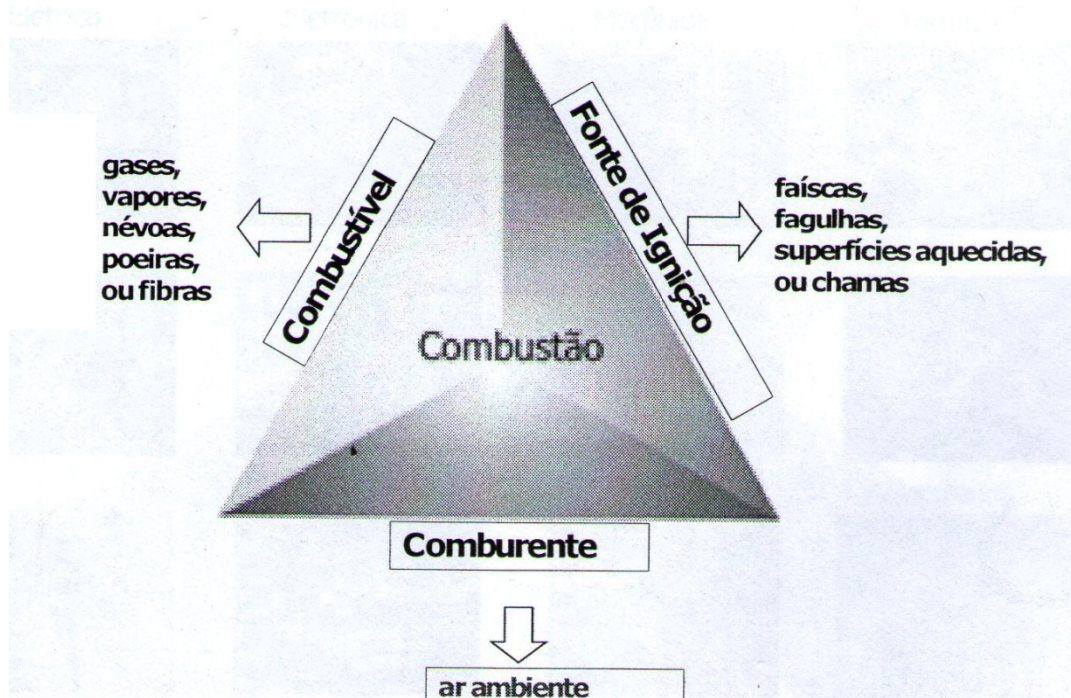 gases,
vapores,
névoas,
poeiras,
ou fibras
Combustível
Fonte de Ignição
faíscas,
fagulhas,
superfícies aquecidas,
ou chamas
Combustão
Comburente
ar ambiente